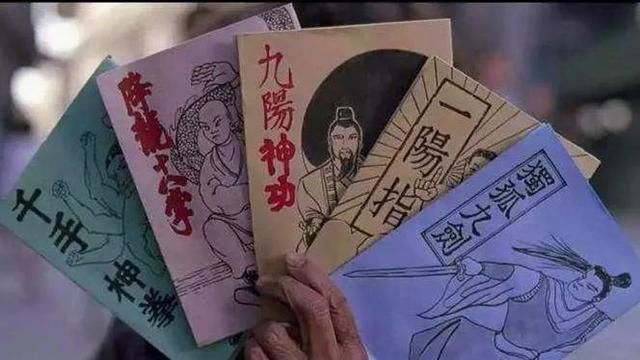 千手神拳
降龍十八掌
九陽神功
一陽指
獨孤九劍